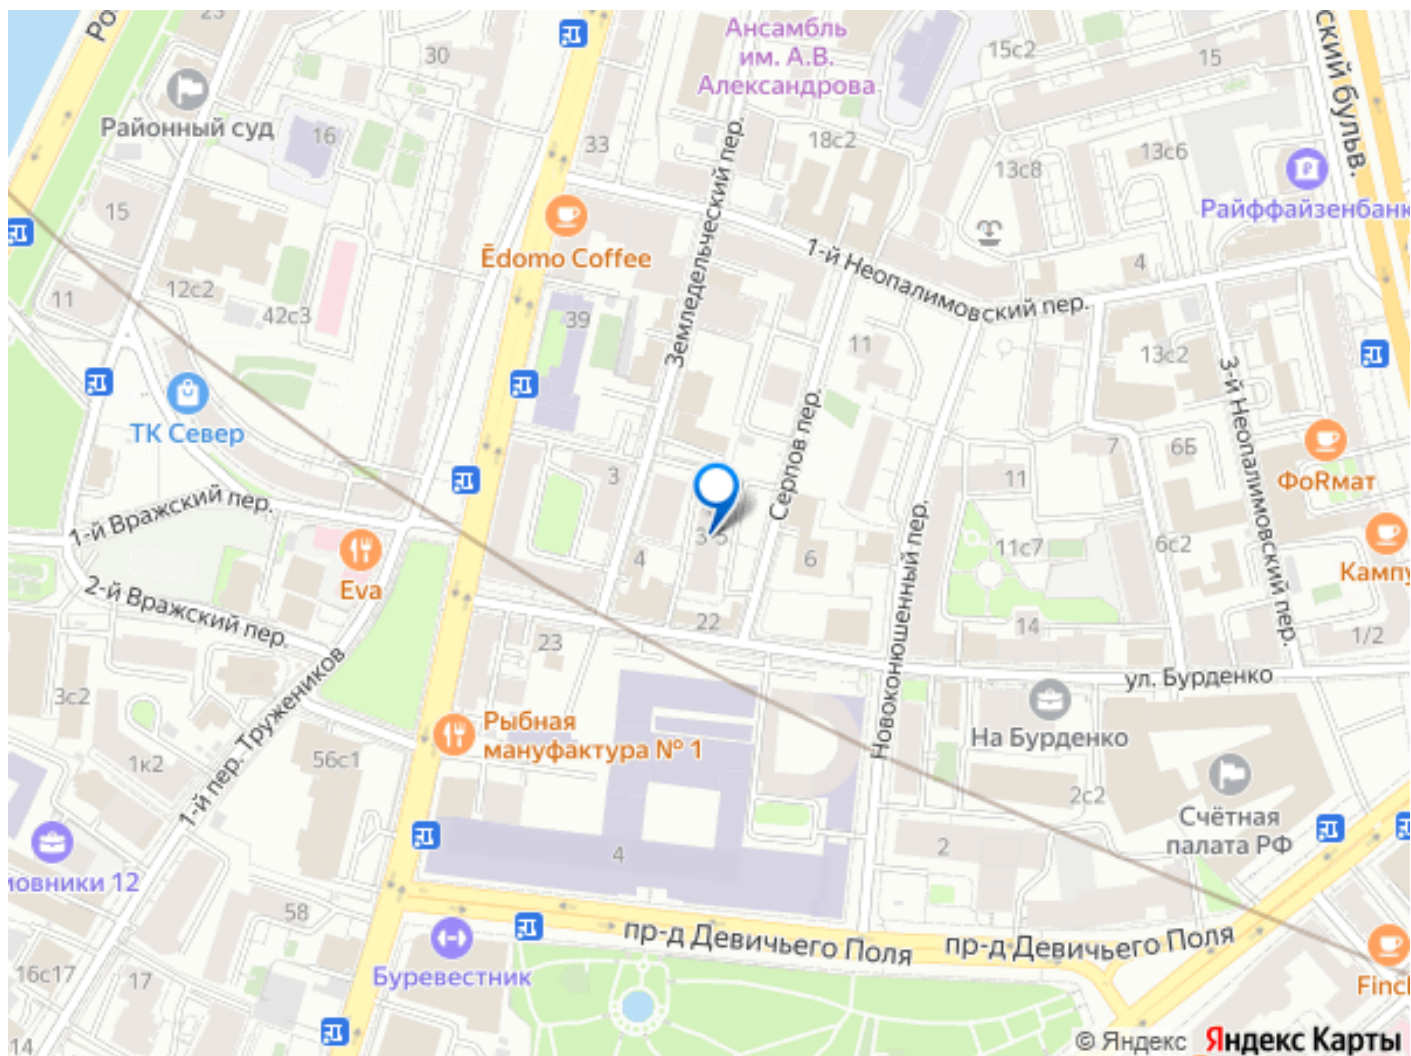 23
Ансамбль
им. А.В.
Александрова
30
15с2
15
ский бульв.
Районный суд
16
33
18с2
13с8
13с6
Райффайзенбанк
15
Ēdomo Coffee
Земледельческий пер.
1-й Неопалимовский пер.
4
11
12с2
42с3
39
11
13с2
3-й Неопалимовский пер.
ТК Север
Серпов пер.
7
6Б
ФоRмат
3
11
1-й Вражский пер.
3-5
4
6
11с7
6с2
Кампу
Eva
2-й Вражский пер.
22
23
14
1/2
Новоконюшенный пер.
ул. Бурденко
3с2
1-й пер. Тружеников
Рыбная
мануфактура № 1
На Бурденко
56с1
1к2
2с2
Счётная
палата РФ
4
2
мовники 12
58
пр-д Девичьего Поля
пр-д Девичьего Поля
Буревестник
16с17
17
Finch
© Яндекс Яндекс Карты